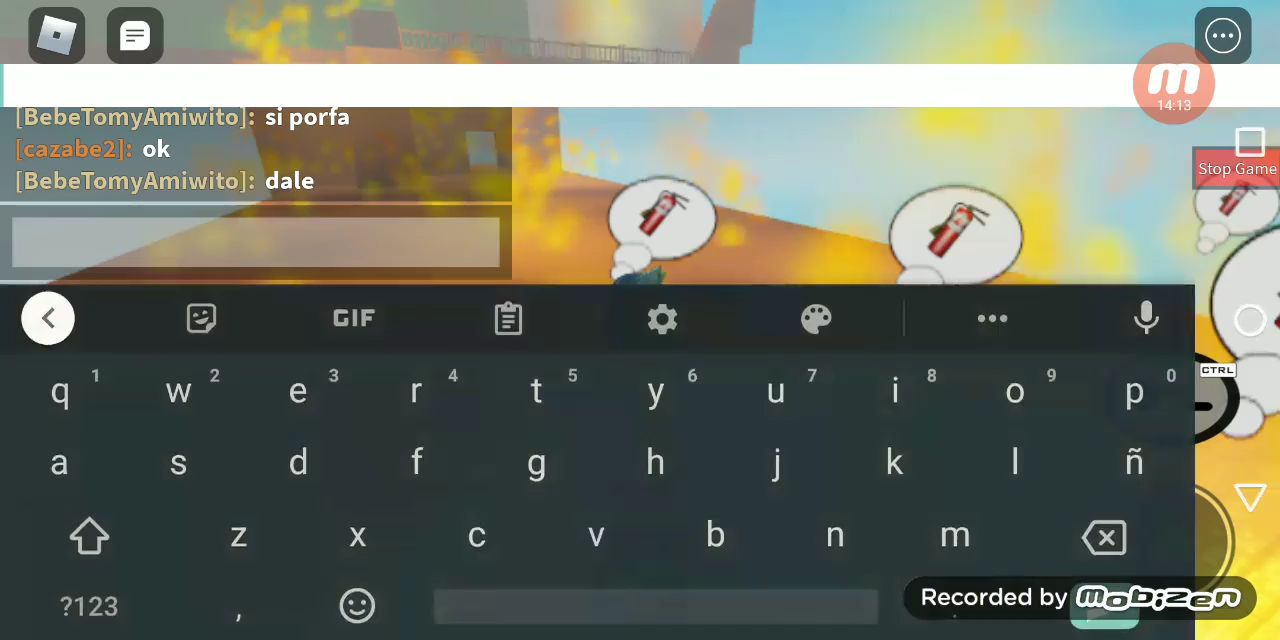 14:13
[BebeTomyAmiwito]: si porfa
[cazabe2]: ok
[BebeTomyAmiwito]: dale
Stop Game
GIF
q 1 w 2 e 3 r 4 t 5 y 6 u 7 i 8 o 9 p 0
CTRL
a s d f g h j k l ñ
z x c v b n m
?123 ,
Recorded by mobizen